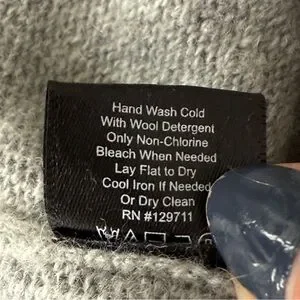 Hand Wash Cold
With Wool Detergent
Only Non-Chlorine
Bleach When Needed
Lay Flat to Dry
Cool Iron If Needed
Or Dry Clean
RN #129711